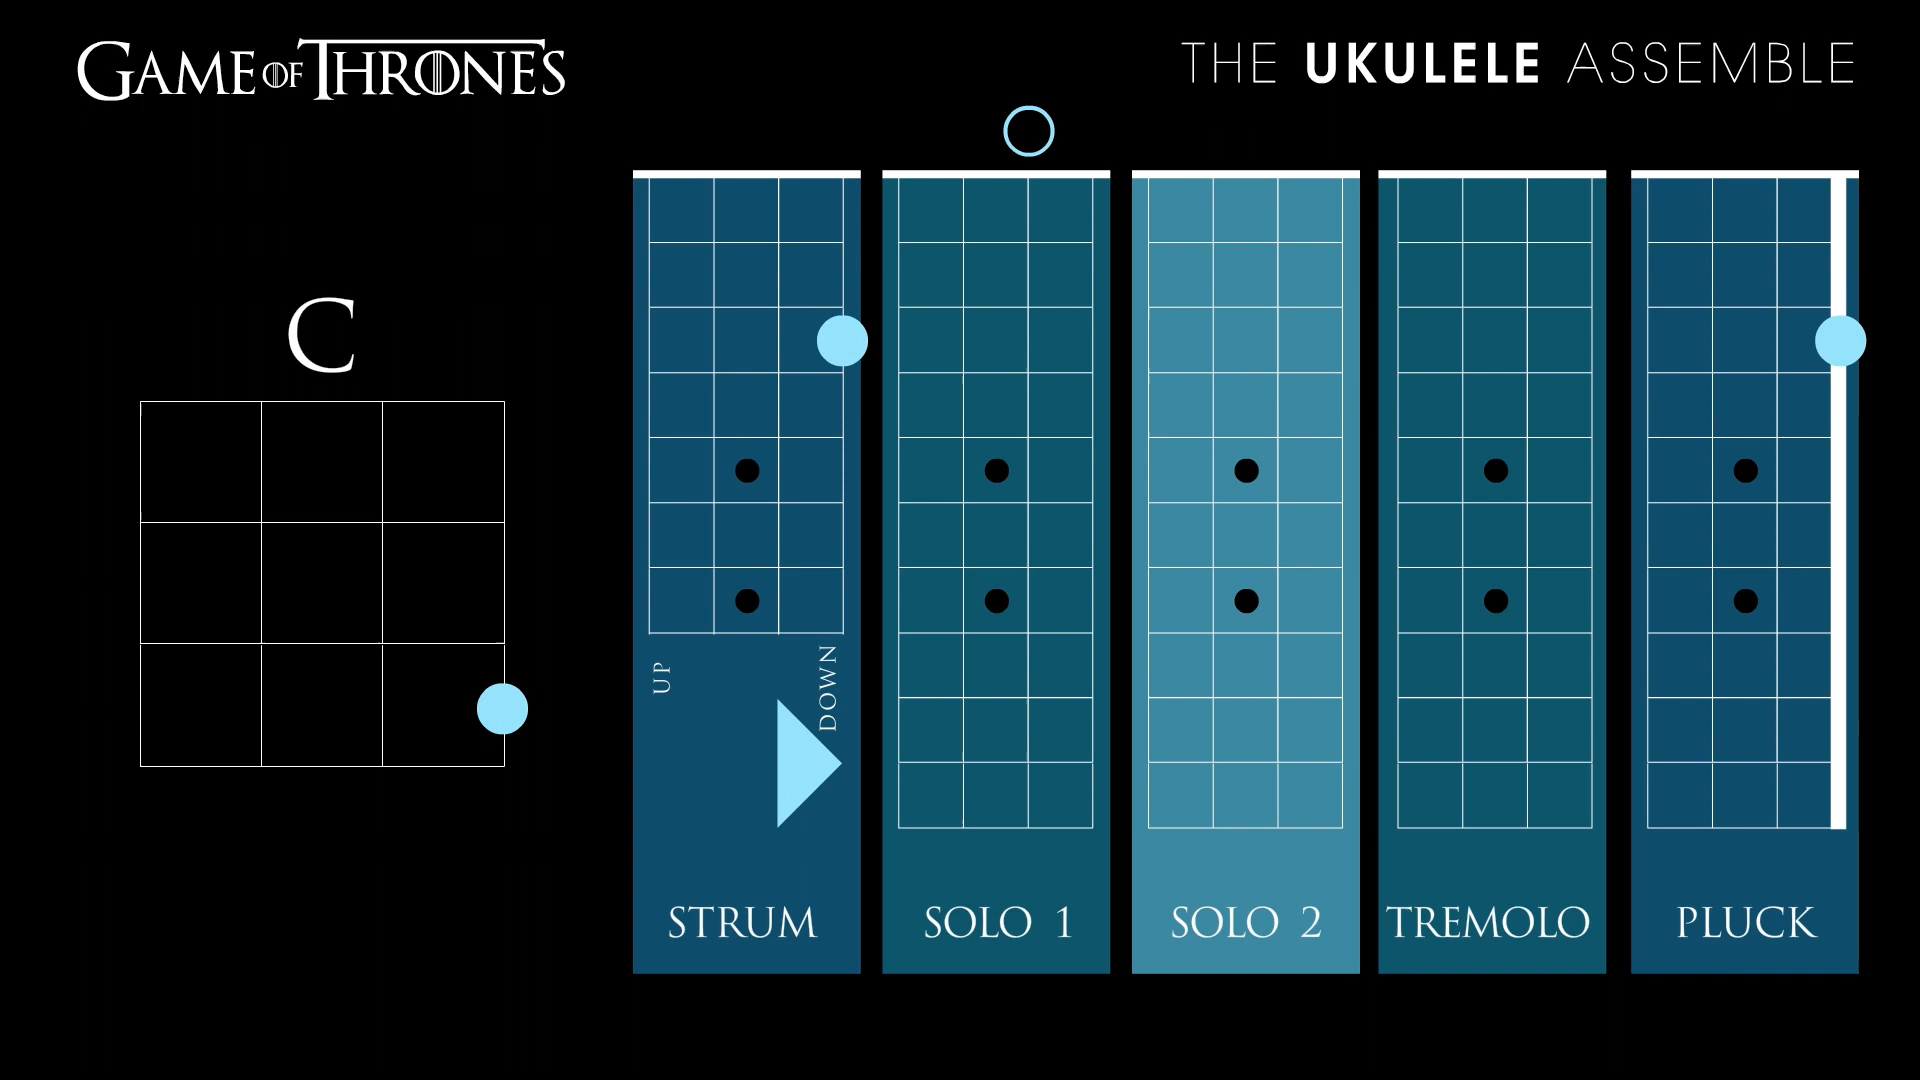 GAME OF THRONES
THE UKULELE ASSEMBLE
C
UP
DOWN
STRUM
SOLO 1
SOLO 2
TREMOLO
PLUCK